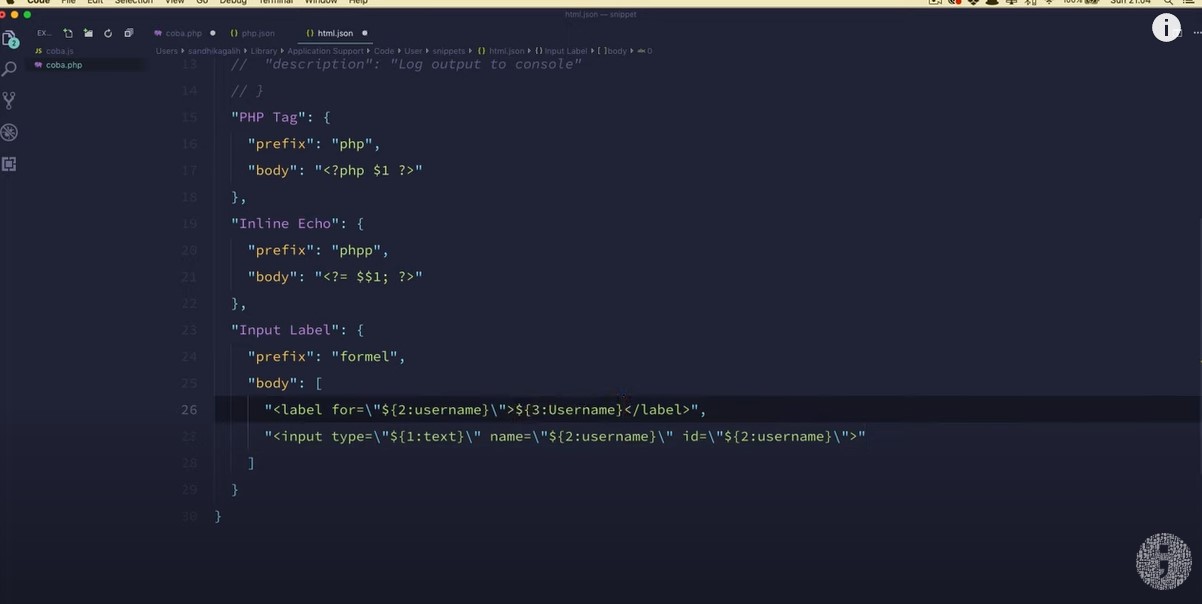 Code File Edit Selection View Go Debug Terminal Window Help 100% Sun 21.04
html.json — snippet
EX... coba.php php.json html.json
coba.js
Users > sandhikagalih > Library > Application Support > Code > User > snippets > {} html.json > {} Input Label > [ ] body > 0
coba.php
13 // "description": "Log output to console"
14 // }
15 "PHP Tag": {
16 "prefix": "php",
17 "body": "<?php $1 ?>"
18 },
19 "Inline Echo": {
20 "prefix": "phpp",
21 "body": "<?= $$1; ?>"
22 },
23 "Input Label": {
24 "prefix": "formel",
25 "body": [
26 "<label for=\"${2:username}\">${3:Username}</label>",
"<input type=\"${1:text}\" name=\"${2:username}\" id=\"${2:username}\">"
28 ]
29 }
30 }